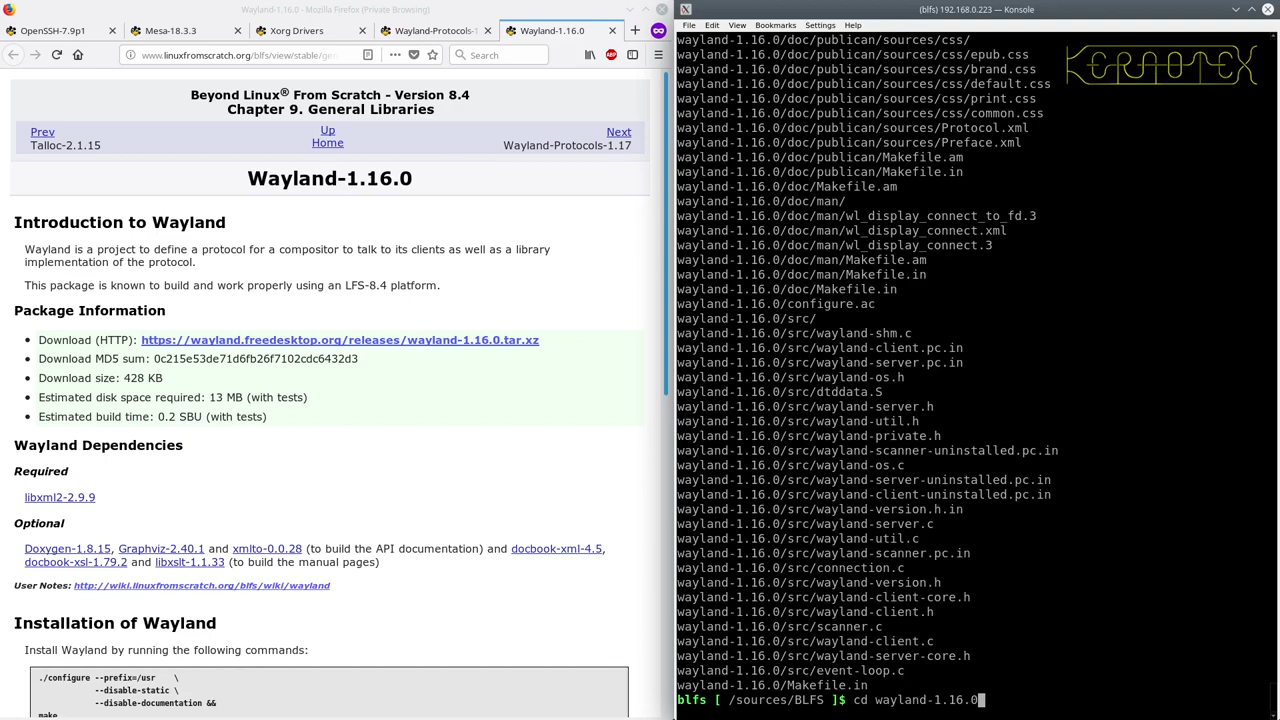 Wayland-1.16.0 - Mozilla Firefox (Private Browsing)
OpenSSH-7.9p1
Mesa-18.3.3
Xorg Drivers
Wayland-Protocols-1
Wayland-1.16.0
www.linuxfromscratch.org/blfs/view/stable/ge
Search
Beyond Linux® From Scratch - Version 8.4
Chapter 9. General Libraries
Prev
Up
Next
Talloc-2.1.15
Home
Wayland-Protocols-1.17
Wayland-1.16.0
Introduction to Wayland
Wayland is a project to define a protocol for a compositor to talk to its clients as well as a library
implementation of the protocol.
This package is known to build and work properly using an LFS-8.4 platform.
Package Information
Download (HTTP): https://wayland.freedesktop.org/releases/wayland-1.16.0.tar.xz
Download MD5 sum: 0c215e53de71d6fb26f7102cdc6432d3
Download size: 428 KB
Estimated disk space required: 13 MB (with tests)
Estimated build time: 0.2 SBU (with tests)
Wayland Dependencies
Required
libxml2-2.9.9
Optional
Doxygen-1.8.15, Graphviz-2.40.1 and xmlto-0.0.28 (to build the API documentation) and docbook-xml-4.5,
docbook-xsl-1.79.2 and libxslt-1.1.33 (to build the manual pages)
User Notes: http://wiki.linuxfromscratch.org/blfs/wiki/wayland
Installation of Wayland
Install Wayland by running the following commands:
./configure --prefix=/usr \
--disable-static \
--disable-documentation &&
make
(blfs) 192.168.0.223 — Konsole
File Edit View Bookmarks Settings Help
KERNOTEX
wayland-1.16.0/doc/publican/sources/css/
wayland-1.16.0/doc/publican/sources/css/epub.css
wayland-1.16.0/doc/publican/sources/css/brand.css
wayland-1.16.0/doc/publican/sources/css/default.css
wayland-1.16.0/doc/publican/sources/css/print.css
wayland-1.16.0/doc/publican/sources/css/common.css
wayland-1.16.0/doc/publican/sources/Protocol.xml
wayland-1.16.0/doc/publican/sources/Preface.xml
wayland-1.16.0/doc/publican/Makefile.am
wayland-1.16.0/doc/publican/Makefile.in
wayland-1.16.0/doc/Makefile.am
wayland-1.16.0/doc/man/
wayland-1.16.0/doc/man/wl_display_connect_to_fd.3
wayland-1.16.0/doc/man/wl_display_connect.xml
wayland-1.16.0/doc/man/wl_display_connect.3
wayland-1.16.0/doc/man/Makefile.am
wayland-1.16.0/doc/man/Makefile.in
wayland-1.16.0/doc/Makefile.in
wayland-1.16.0/configure.ac
wayland-1.16.0/src/
wayland-1.16.0/src/wayland-shm.c
wayland-1.16.0/src/wayland-client.pc.in
wayland-1.16.0/src/wayland-server.pc.in
wayland-1.16.0/src/wayland-os.h
wayland-1.16.0/src/dtddata.S
wayland-1.16.0/src/wayland-server.h
wayland-1.16.0/src/wayland-util.h
wayland-1.16.0/src/wayland-private.h
wayland-1.16.0/src/wayland-scanner-uninstalled.pc.in
wayland-1.16.0/src/wayland-os.c
wayland-1.16.0/src/wayland-server-uninstalled.pc.in
wayland-1.16.0/src/wayland-client-uninstalled.pc.in
wayland-1.16.0/src/wayland-version.h.in
wayland-1.16.0/src/wayland-server.c
wayland-1.16.0/src/wayland-util.c
wayland-1.16.0/src/wayland-scanner.pc.in
wayland-1.16.0/src/connection.c
wayland-1.16.0/src/wayland-version.h
wayland-1.16.0/src/wayland-client-core.h
wayland-1.16.0/src/wayland-client.h
wayland-1.16.0/src/scanner.c
wayland-1.16.0/src/wayland-client.c
wayland-1.16.0/src/wayland-server-core.h
wayland-1.16.0/src/event-loop.c
wayland-1.16.0/Makefile.in
blfs [ /sources/BLFS ]$ cd wayland-1.16.0